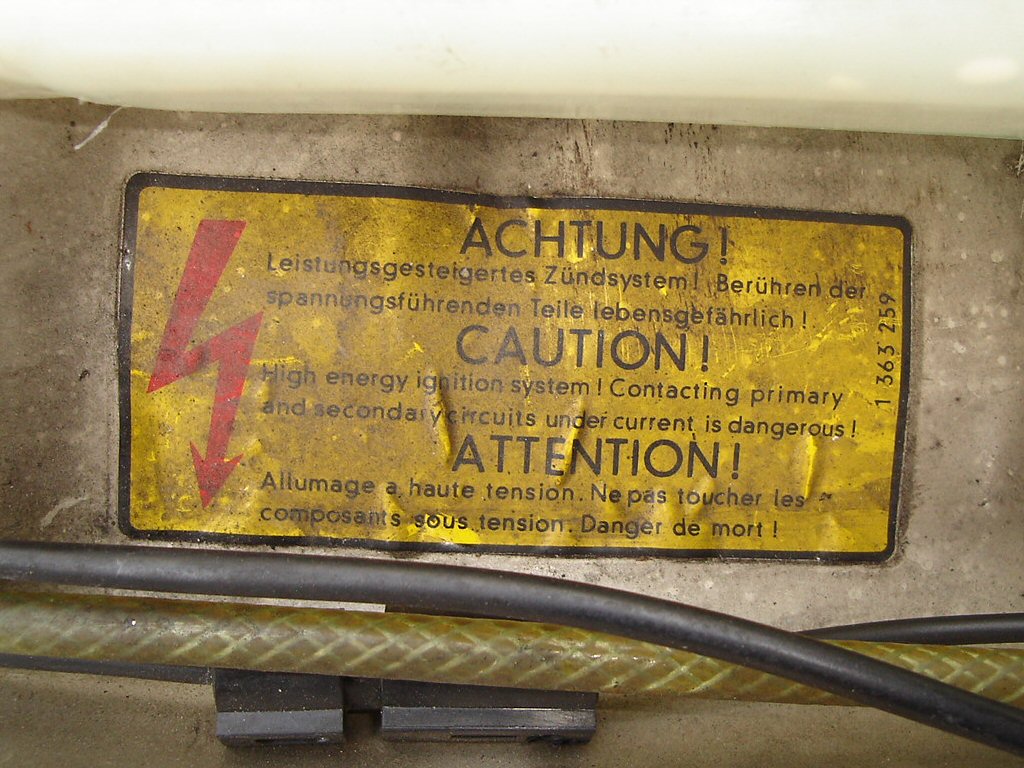 ACHTUNG!
Leistungsgesteigertes Zündsystem! Berühren der
spannungsführenden Teile lebensgefährlich!
CAUTION!
High energy ignition system! Contacting primary
and secondary circuits under current is dangerous!
ATTENTION!
Allumage a haute tension. Ne pas toucher les
composants sous tension. Danger de mort!
1 363 259